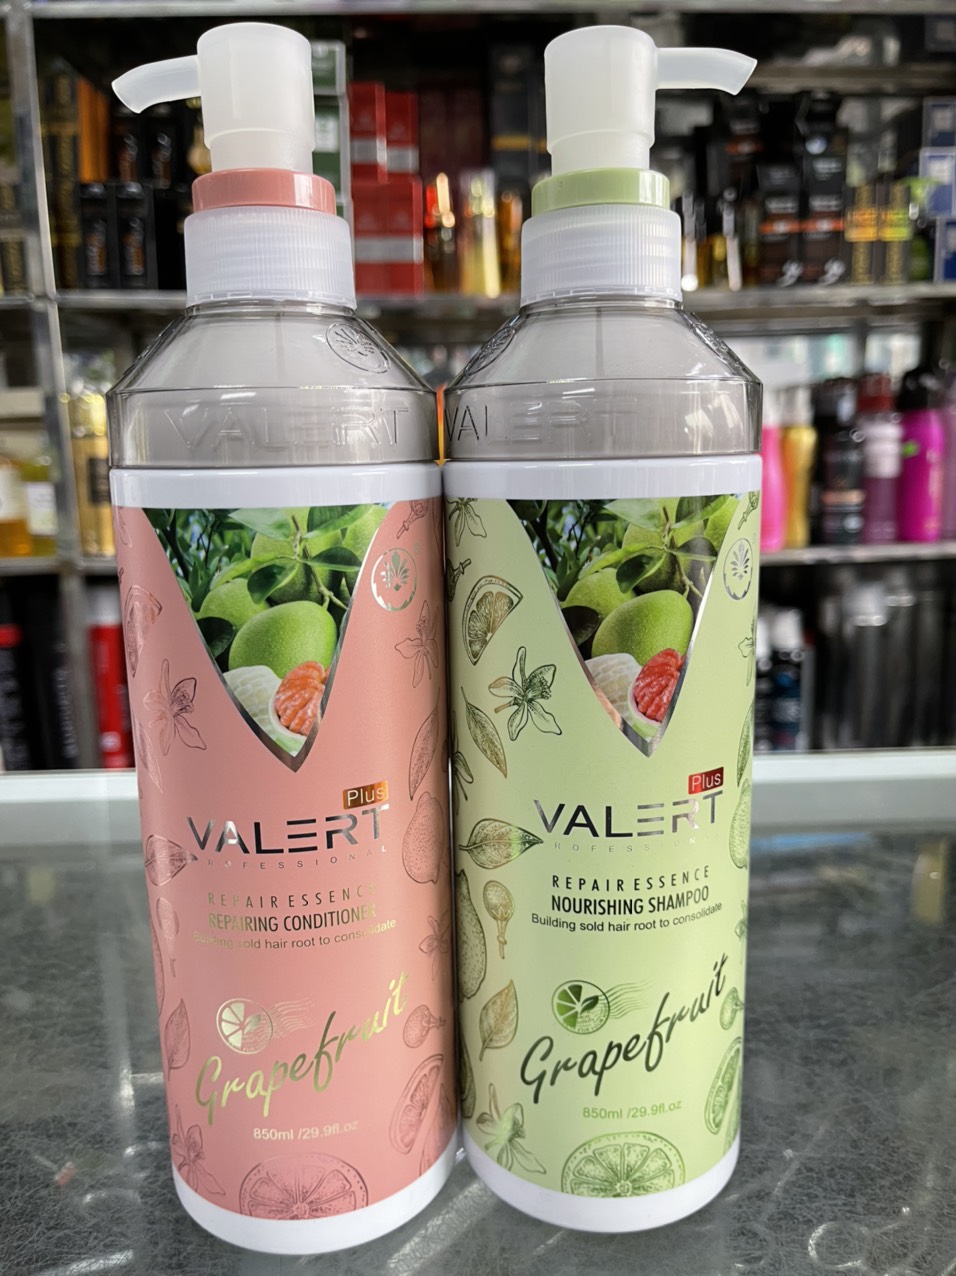 VALERT
Plus
VALERT
PROFESSIONAL
REPAIR ESSENCE
REPAIRING CONDITIONER
Building sold hair root to consolidate
Grapefruit
850ml /29.9fl.oz
VALERT
Plus
VALERT
PROFESSIONAL
REPAIR ESSENCE
NOURISHING SHAMPOO
Building sold hair root to consolidate
Grapefruit
850ml /29.9fl.oz